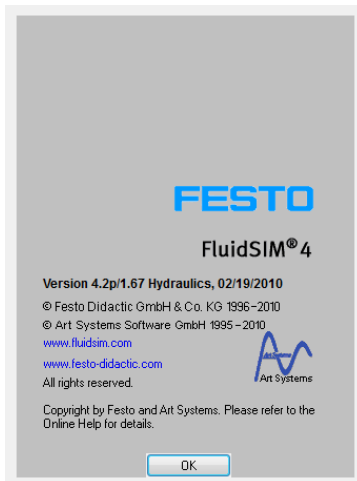 FESTO
FluidSIM® 4
Version 4.2p/1.67 Hydraulics, 02/19/2010
© Festo Didactic GmbH & Co. KG 1996-2010
© Art Systems Software GmbH 1995-2010
www.fluidsim.com
www.festo-didactic.com
All rights reserved.
Art Systems
Art Systems
Copyright by Festo and Art Systems. Please refer to the
Online Help for details.
OK